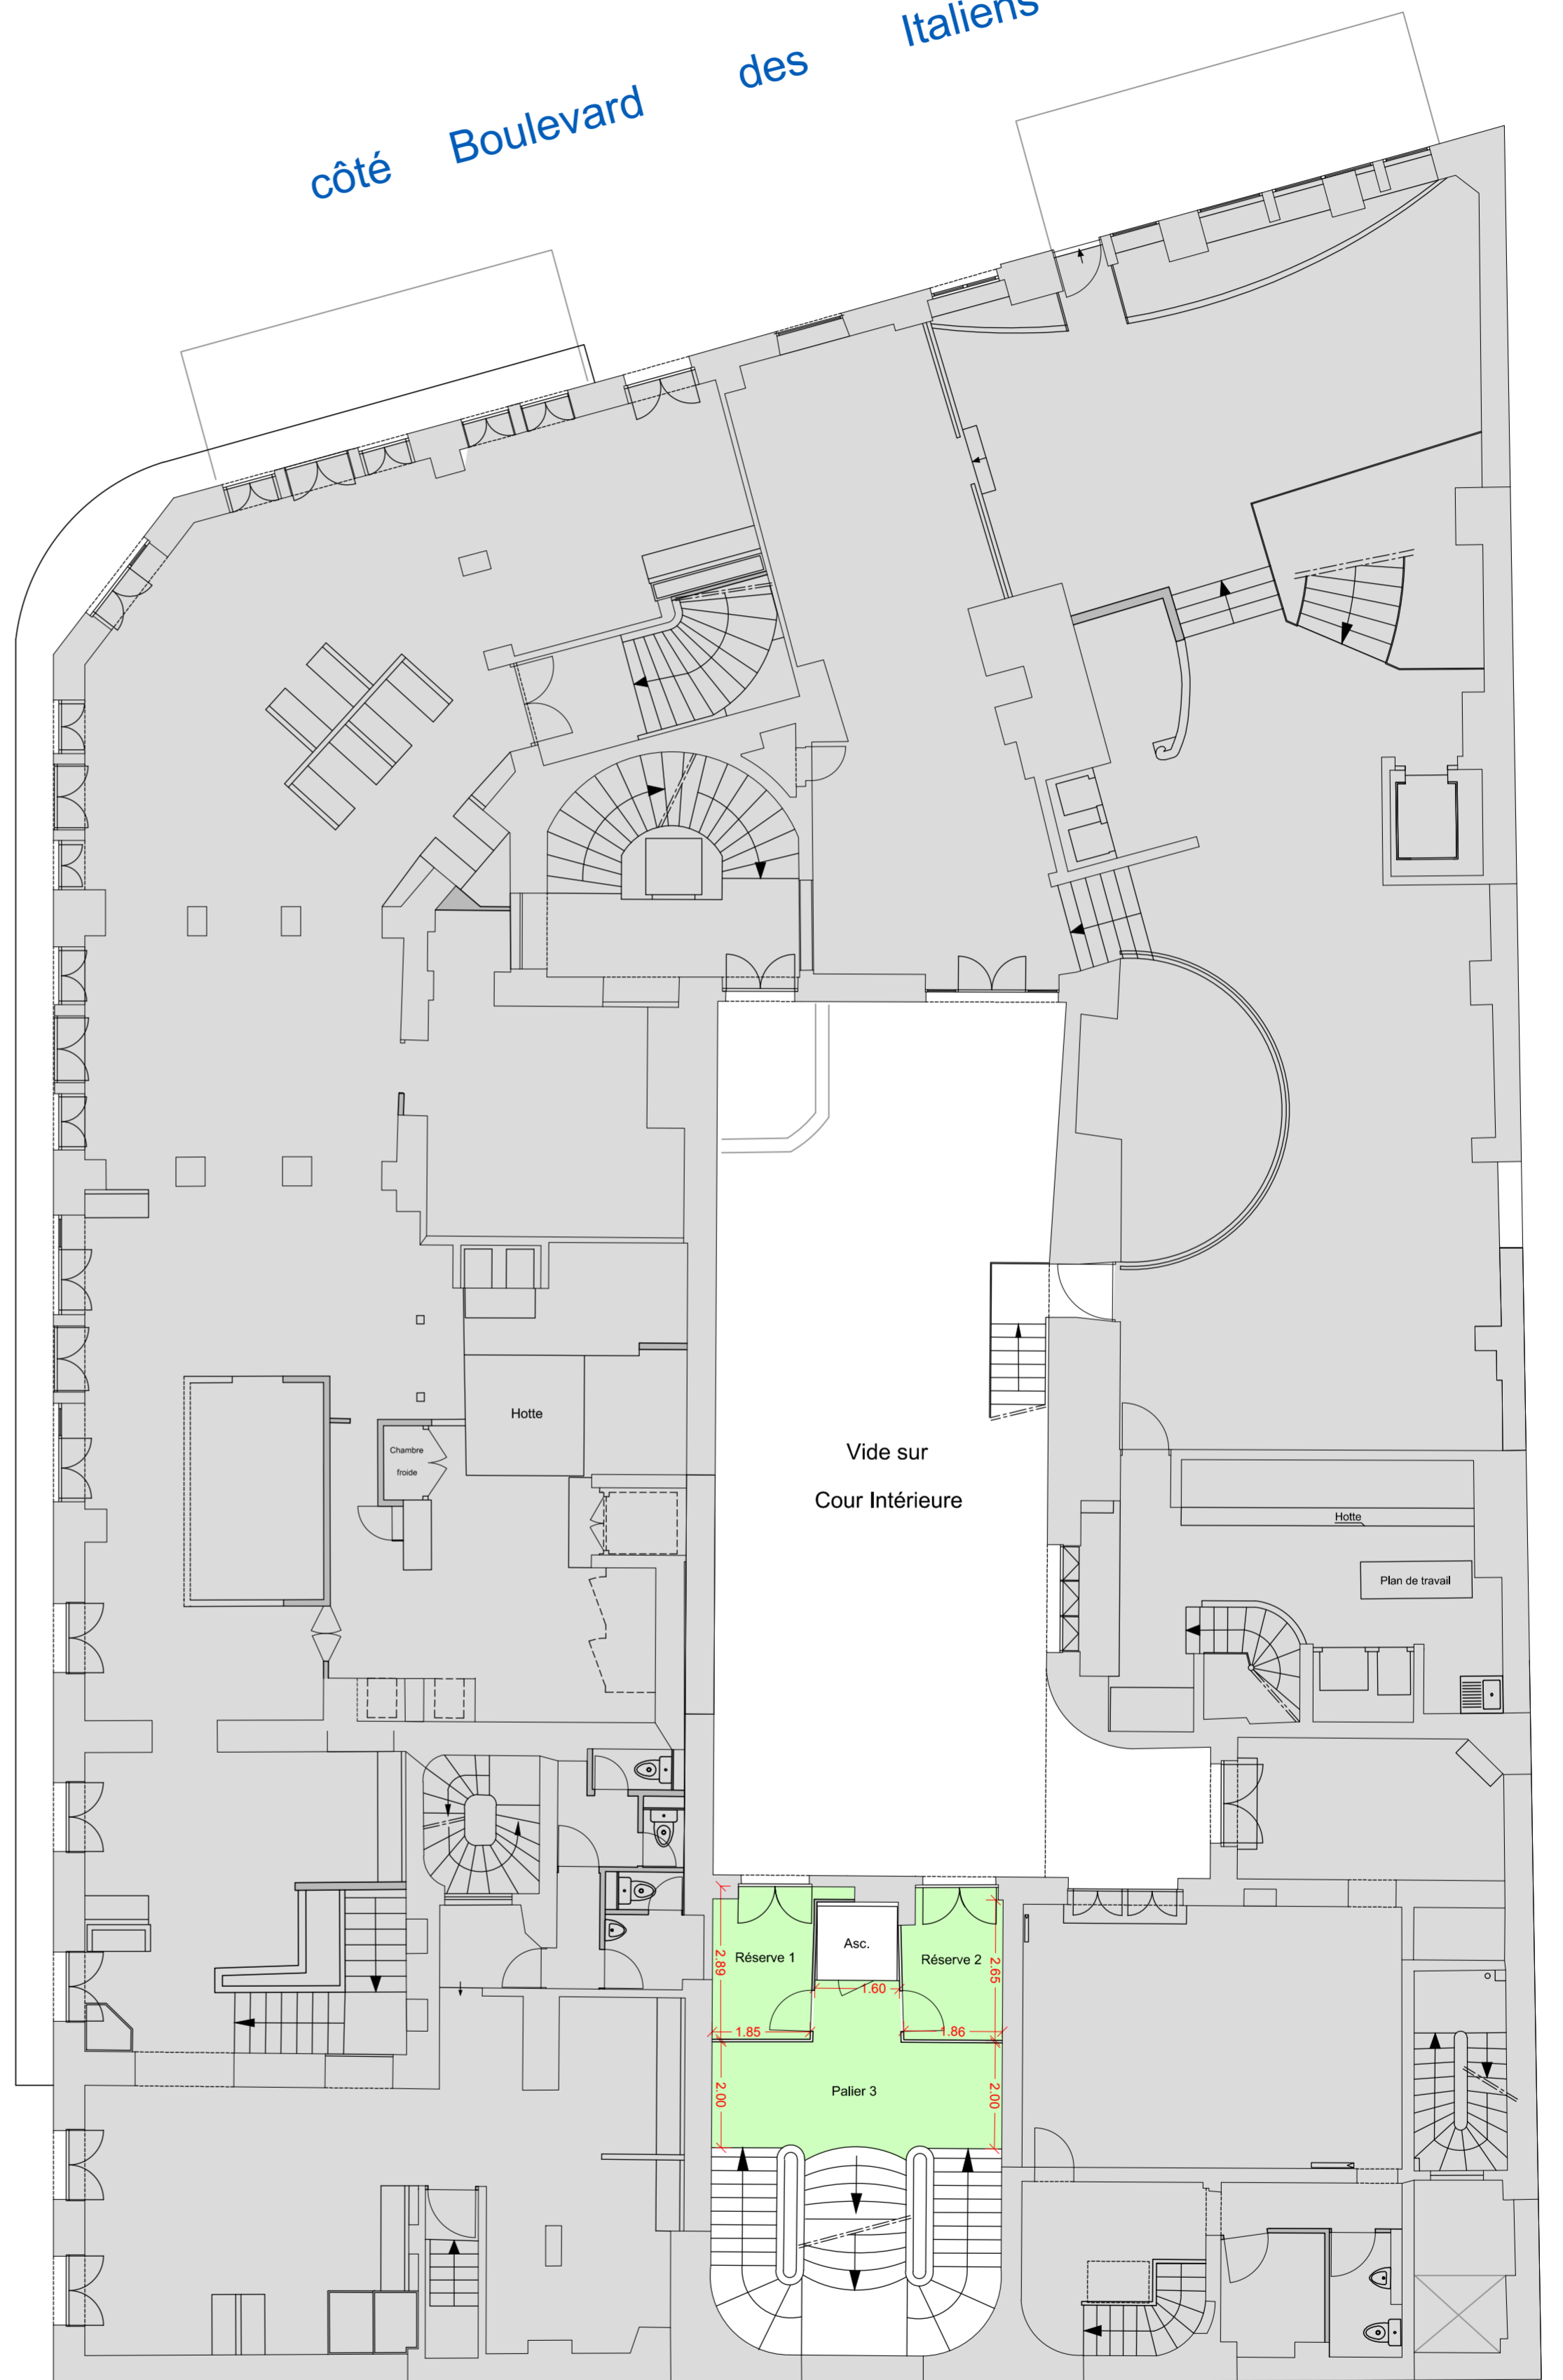 côté Boulevard des Italiens
Hotte
Chambre
froide
Vide sur
Cour Intérieure
Hotte
Plan de travail
Réserve 1
Asc.
Réserve 2
2.89
2.65
1.60
1.85
1.86
Palier 3
2.00
2.00